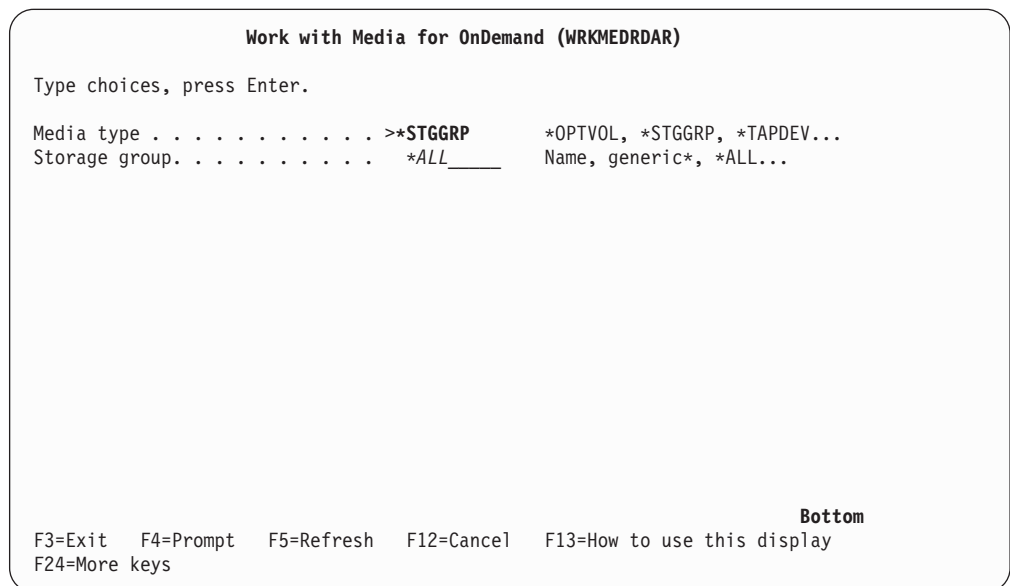 Work with Media for OnDemand (WRKMEDRDAR)
Type choices, press Enter.
Media type . . . . . . . . . . . >*STGGRP *OPTVOL, *STGGRP, *TAPDEV...
Storage group. . . . . . . . . . *ALL_____ Name, generic*, *ALL...
Bottom
F3=Exit F4=Prompt F5=Refresh F12=Cancel F13=How to use this display
F24=More keys